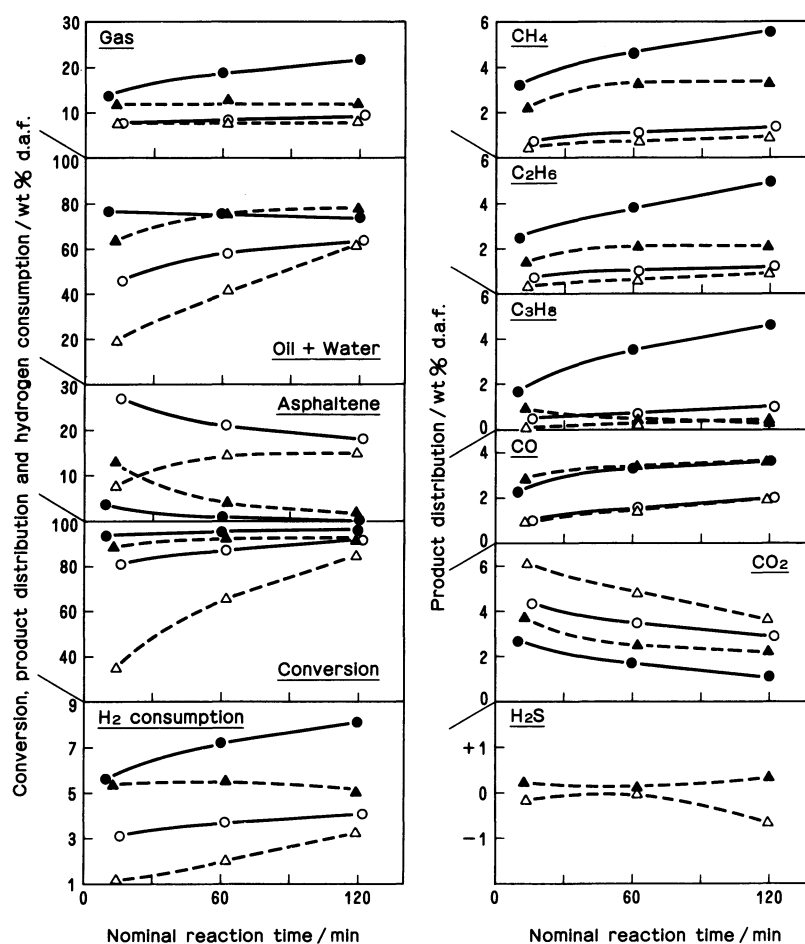 Conversion, product distribution and hydrogen consumption / wt % d.a.f.
Gas
30
20
10
Oil + Water
100
80
60
40
20
Asphaltene
30
20
10
Conversion
100
80
60
40
H₂ consumption
9
7
5
3
1
0 60 120
Nominal reaction time / min
Product distribution / wt % d.a.f.
CH₄
6
4
2
C₂H₆
6
4
2
C₃H₈
6
4
2
0
CO
4
2
0
CO₂
6
4
2
0
H₂S
+1
0
−1
0 60 120
Nominal reaction time / min